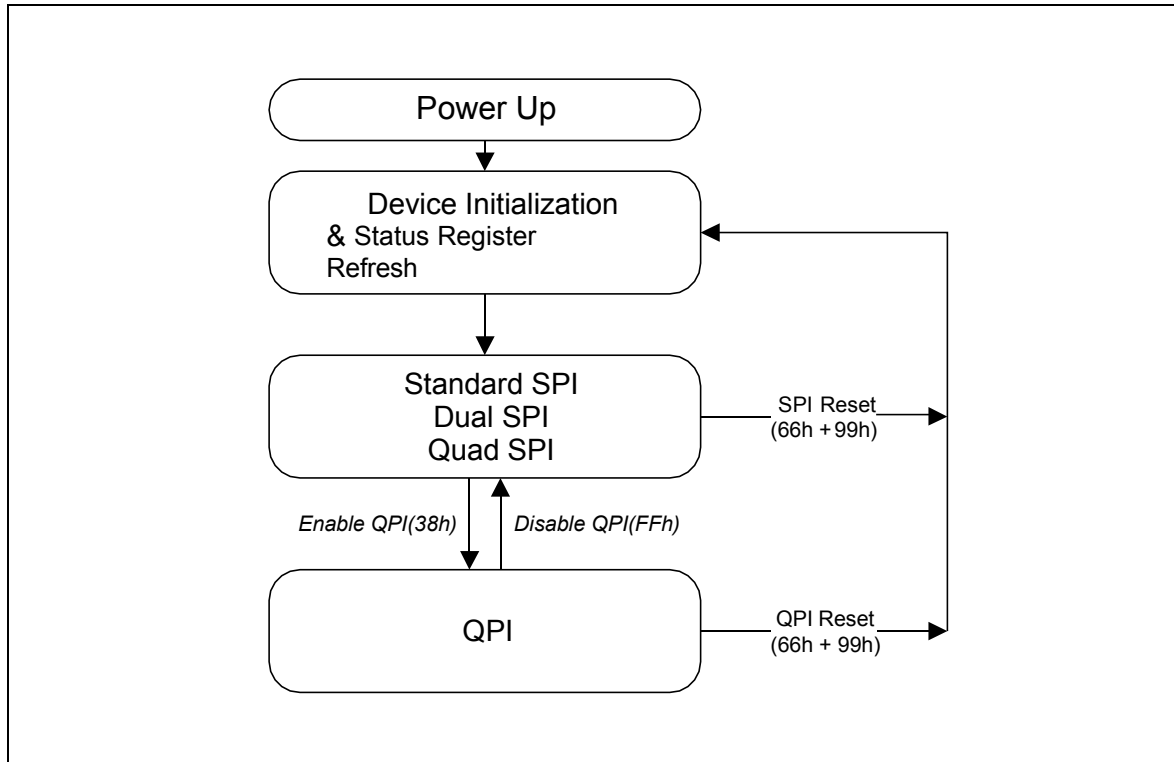 Power Up
Device Initialization
& Status Register
Refresh
Standard SPI
Dual SPI
Quad SPI
SPI Reset
(66h + 99h)
Enable QPI(38h)
Disable QPI(FFh)
QPI
QPI Reset
(66h + 99h)